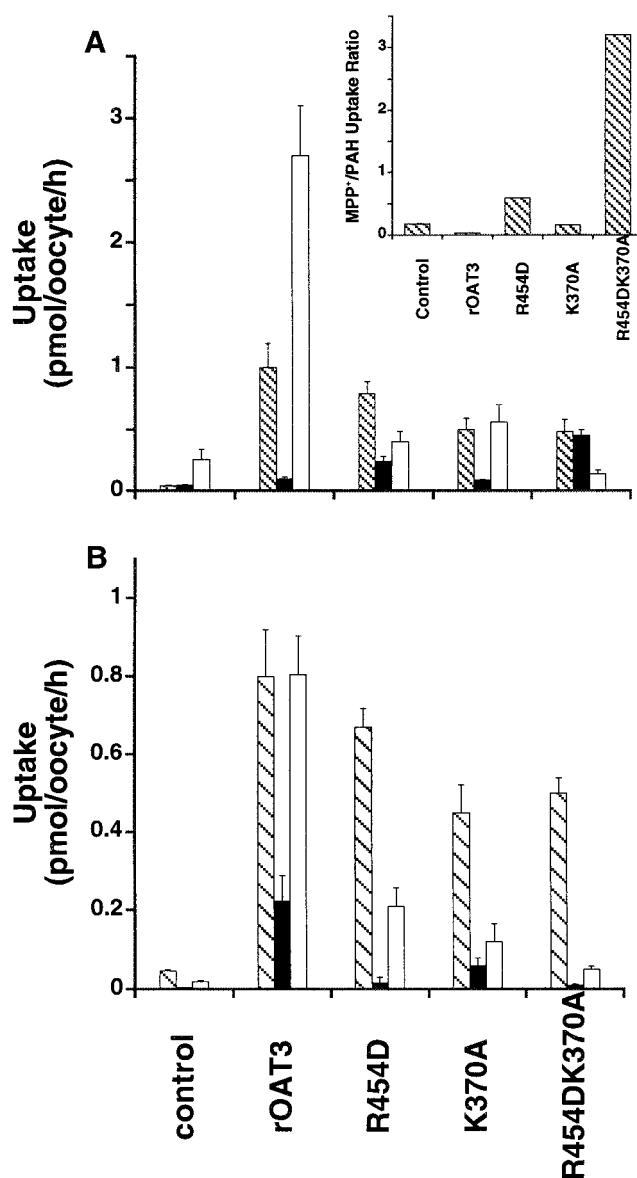 A
Uptake
(pmol/oocyte/h)
3
2
1
0
MPP+/PAH Uptake Ratio
3
2
1
0
Control
rOAT3
R454D
K370A
R454DK370A
B
Uptake
(pmol/oocyte/h)
1
0.8
0.6
0.4
0.2
0
control
rOAT3
R454D
K370A
R454DK370A